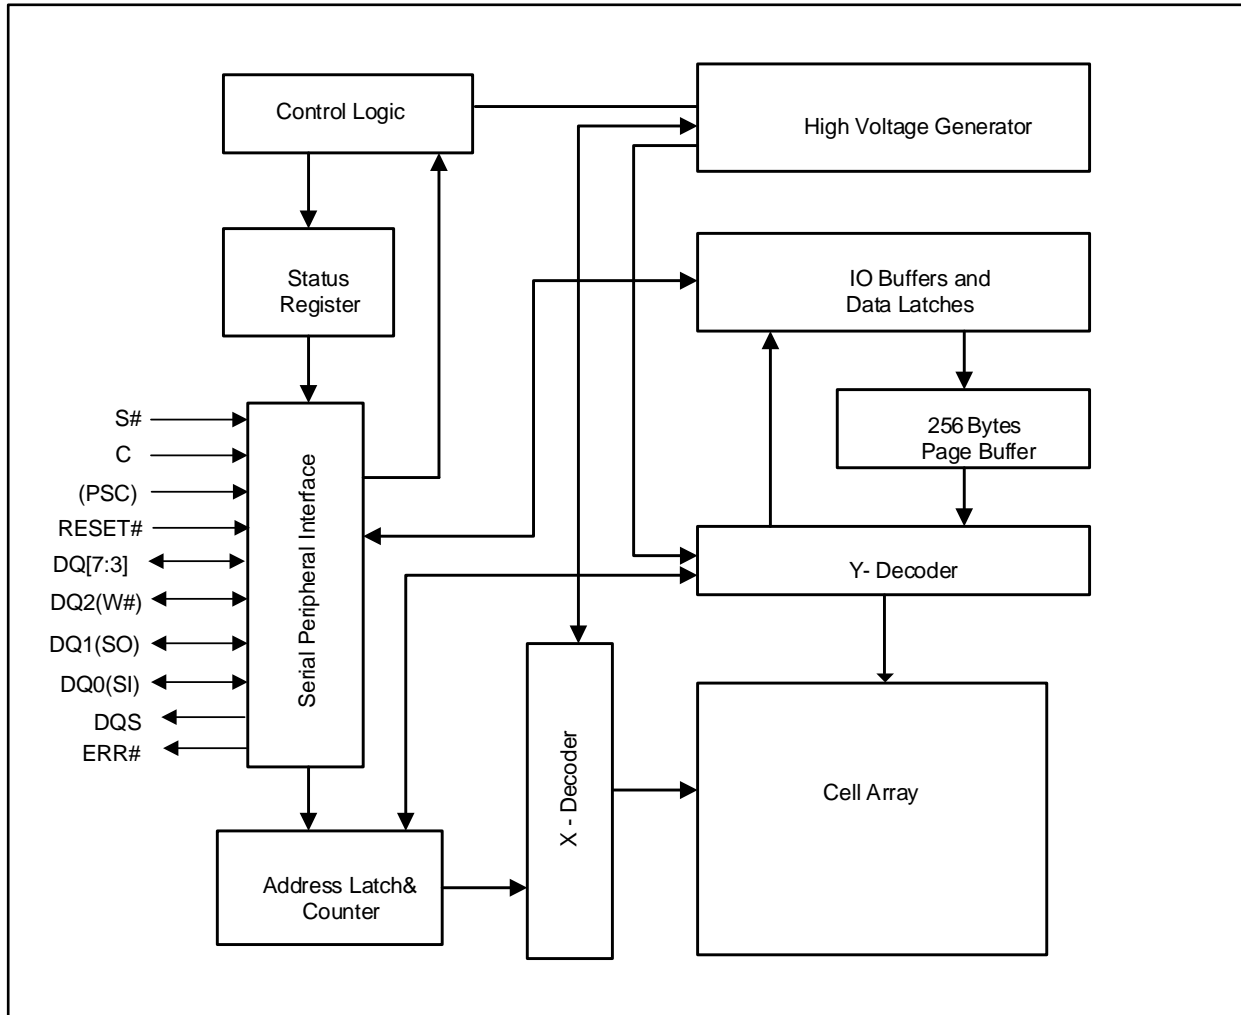 Control Logic
High Voltage Generator
Status
Register
IO Buffers and
Data Latches
256 Bytes
Page Buffer
S#
C
(PSC)
RESET#
DQ[7:3]
DQ2(W#)
DQ1(SO)
DQ0(SI)
DQS
ERR#
Serial Peripheral Interface
Y- Decoder
X - Decoder
Cell Array
Address Latch&
Counter